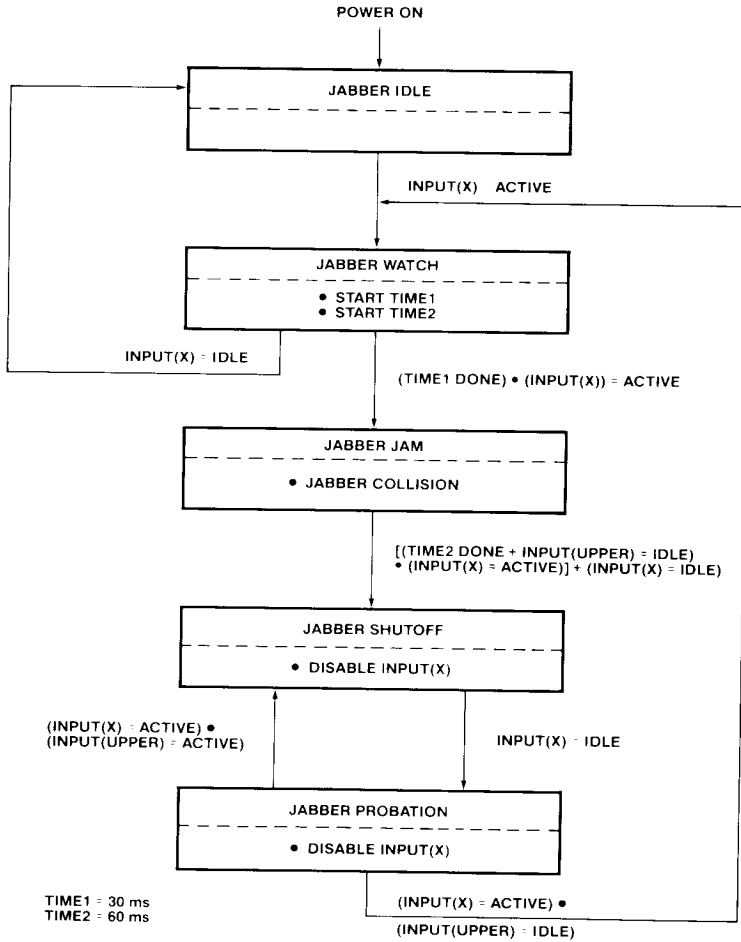 POWER ON
JABBER IDLE
INPUT(X) ACTIVE
JABBER WATCH
• START TIME1
• START TIME2
INPUT(X) = IDLE
(TIME1 DONE) • (INPUT(X)) = ACTIVE
JABBER JAM
• JABBER COLLISION
[(TIME2 DONE + INPUT(UPPER) = IDLE)
• (INPUT(X) = ACTIVE)] + (INPUT(X) = IDLE)
JABBER SHUTOFF
• DISABLE INPUT(X)
(INPUT(X) = ACTIVE) •
(INPUT(UPPER) = ACTIVE)
INPUT(X) = IDLE
JABBER PROBATION
• DISABLE INPUT(X)
TIME1 = 30 ms
TIME2 = 60 ms
(INPUT(X) = ACTIVE) •
(INPUT(UPPER) = IDLE)